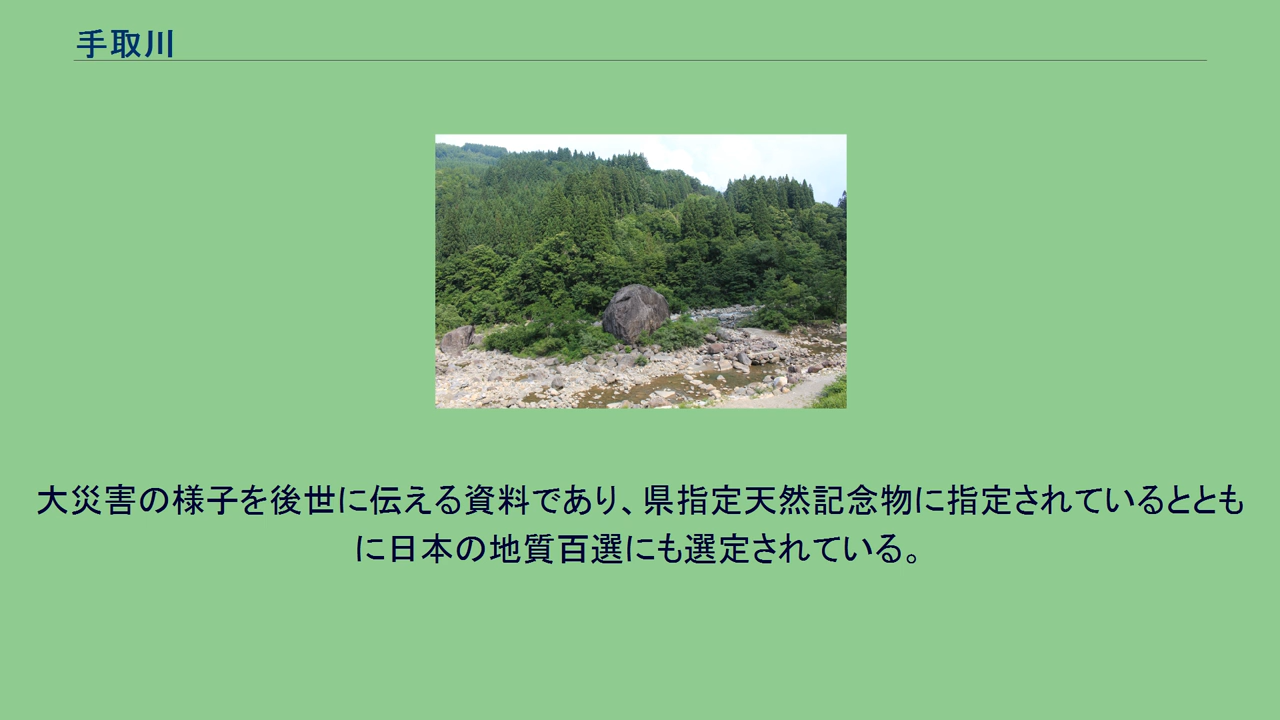 手取川
大災害の様子を後世に伝える資料であり、県指定天然記念物に指定されているととも
に日本の地質百選にも選定されている。